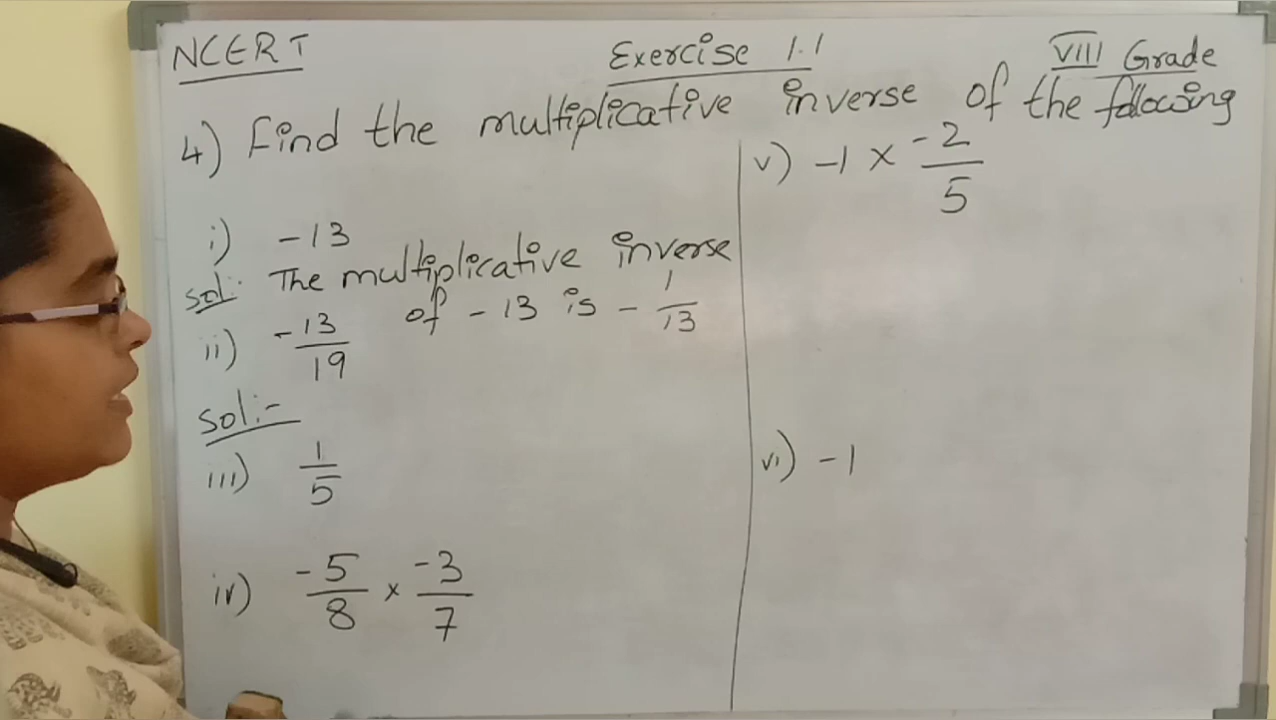 NCERT
Exercise 1.1
VIII Grade
4) Find the multiplicative inverse of the following
i) -13
Sol: The multiplicative inverse
of -13 is - 1/13
ii) -13/19
Sol:-
iii) 1/5
iv) -5/8 × -3/7
v) -1 × -2/5
vi) -1